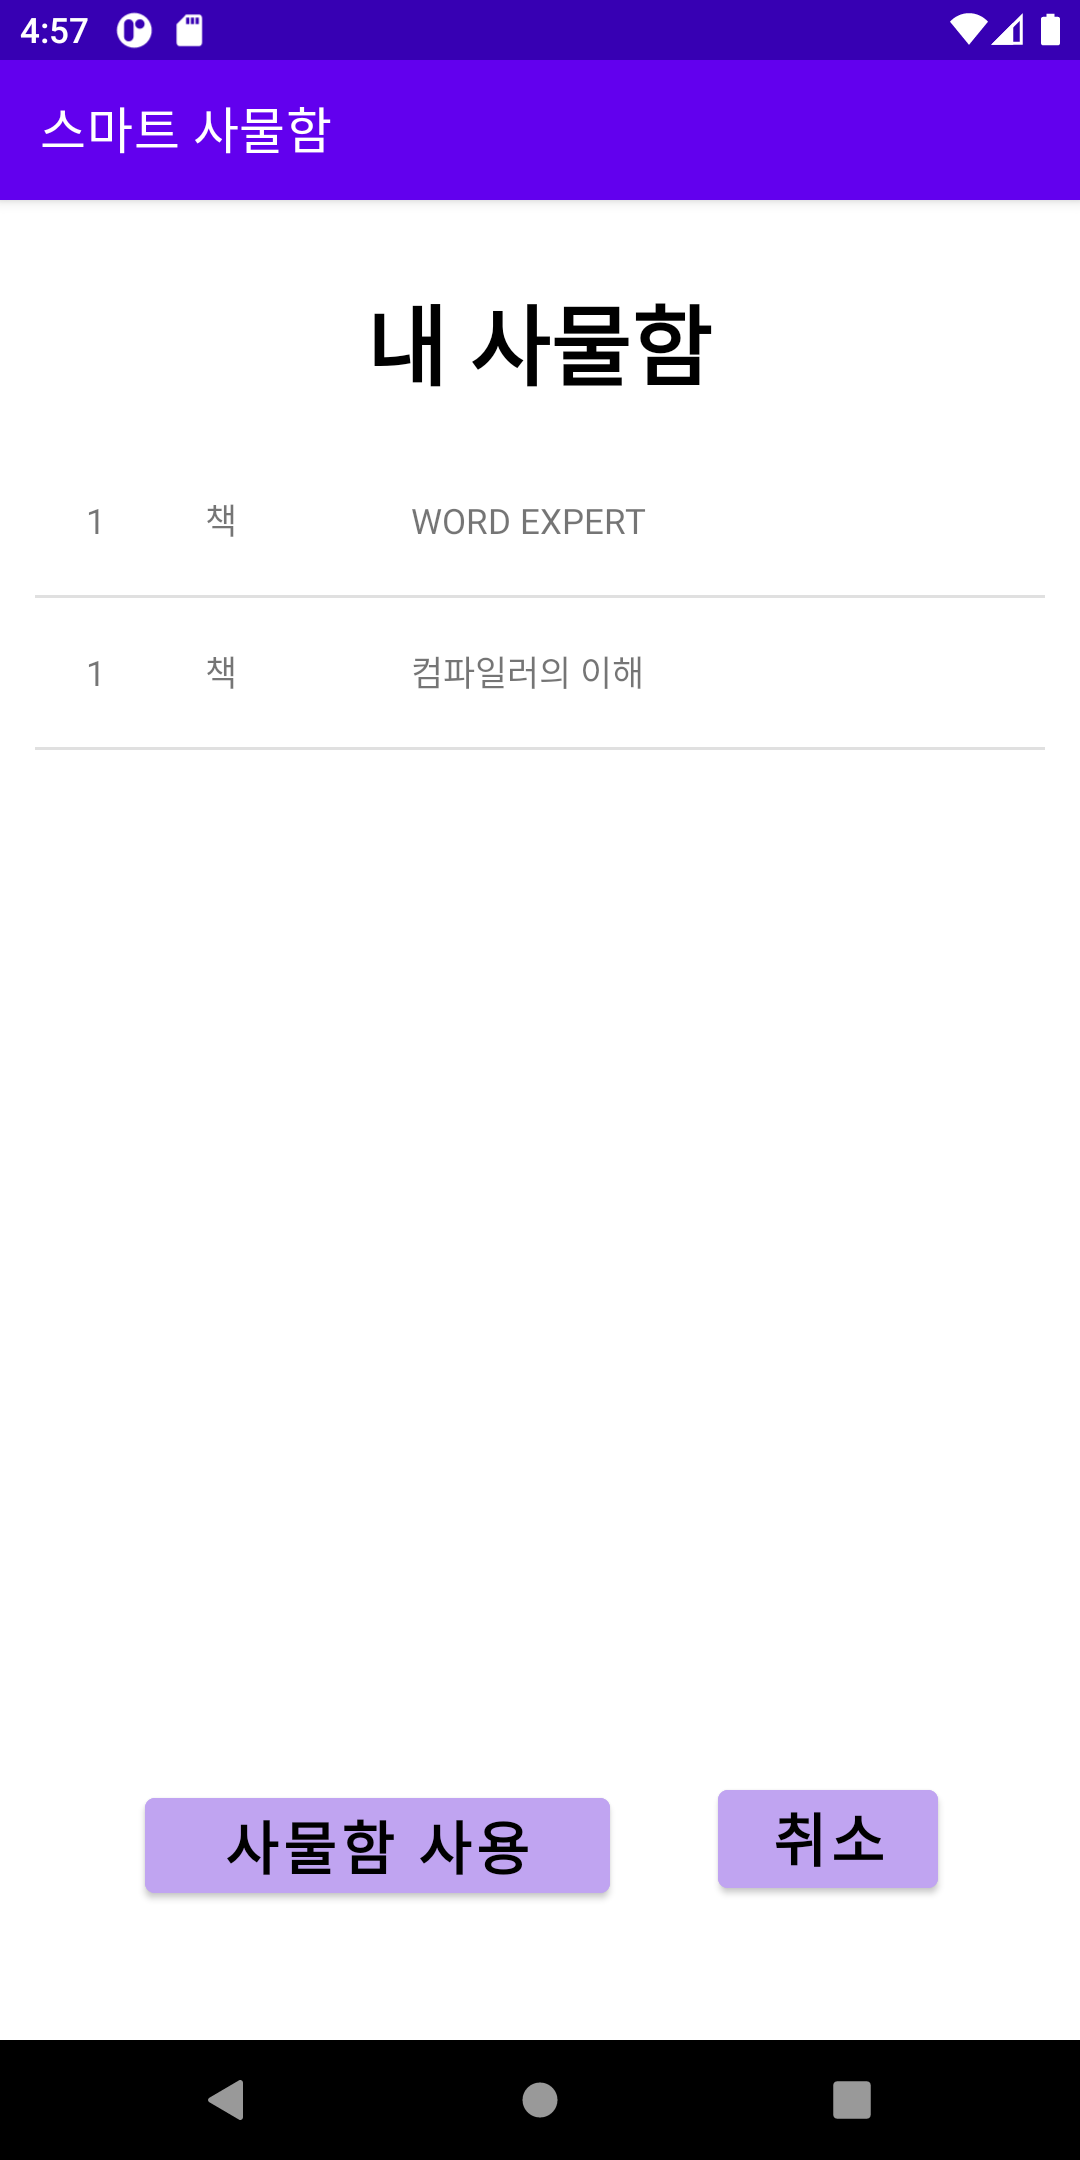 4:57
스마트 사물함
내 사물함
1 책 WORD EXPERT
1 책 컴파일러의 이해
사물함 사용 취소